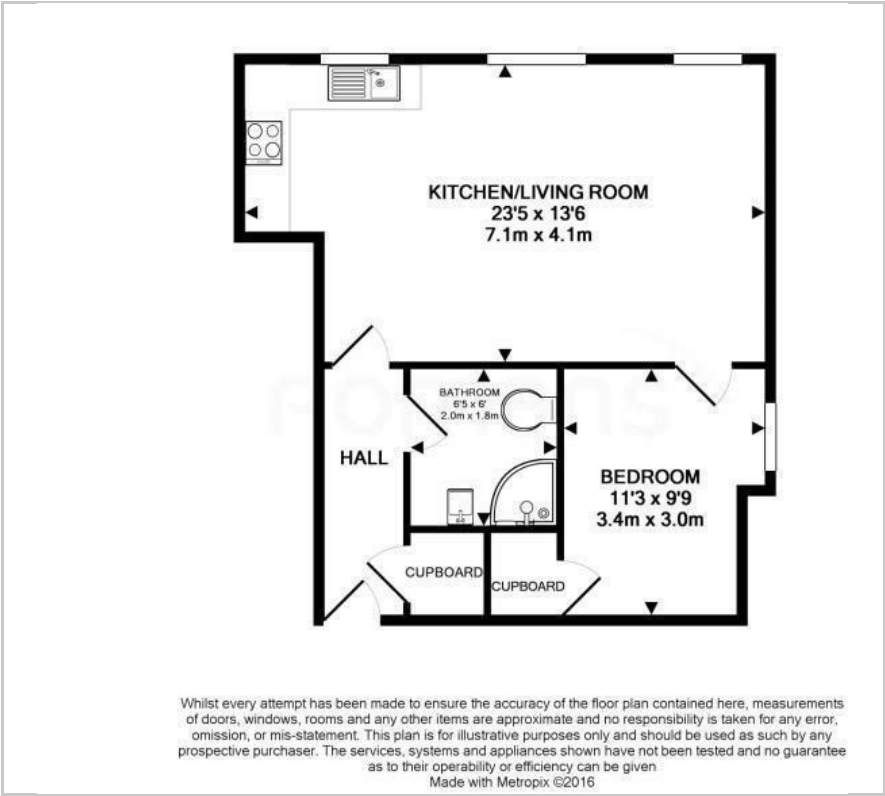 KITCHEN/LIVING ROOM
23'5 x 13'6
7.1m x 4.1m
BATHROOM
6'5 x 6'
2.0m x 1.8m
HALL
BEDROOM
11'3 x 9'9
3.4m x 3.0m
CUPBOARD
CUPBOARD
Whilst every attempt has been made to ensure the accuracy of the floor plan contained here, measurements
of doors, windows, rooms and any other items are approximate and no responsibility is taken for any error,
omission, or mis-statement. This plan is for illustrative purposes only and should be used as such by any
prospective purchaser. The services, systems and appliances shown have not been tested and no guarantee
as to their operability or efficiency can be given
Made with Metropix ©2016